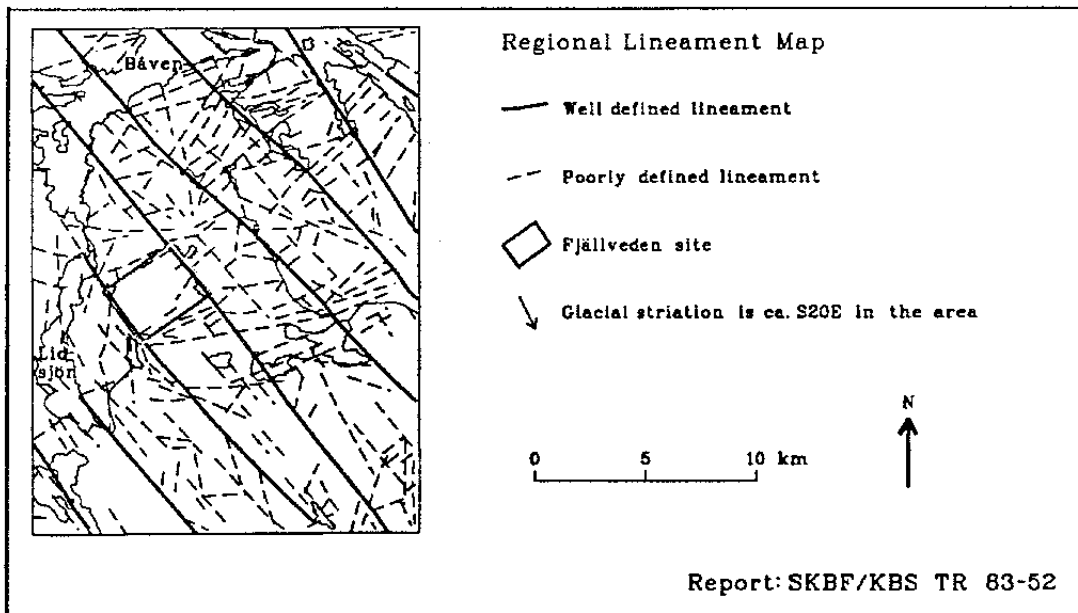 Båven
Lid
sjön
Regional Lineament Map
Well defined lineament
Poorly defined lineament
Fjällveden site
Glacial striation is ca. S20E in the area
N
0 5 10 km
Report: SKBF/KBS TR 83-52